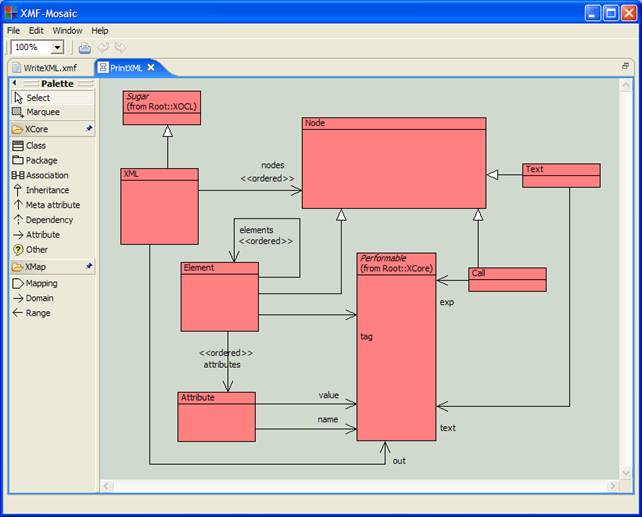 XMF-Mosaic
File Edit Window Help
100%
WriteXML.xmf
PrintXML
Palette
Select
Marquee
XCore
Class
Package
Association
Inheritance
Meta attribute
Dependency
Attribute
Other
XMap
Mapping
Domain
Range
Sugar
(from Root::XOCL)
Node
XML
nodes
<<ordered>>
Text
elements
<<ordered>>
Performable
(from Root::XCore)
Element
Call
exp
tag
<<ordered>>
attributes
Attribute
value
name
text
out